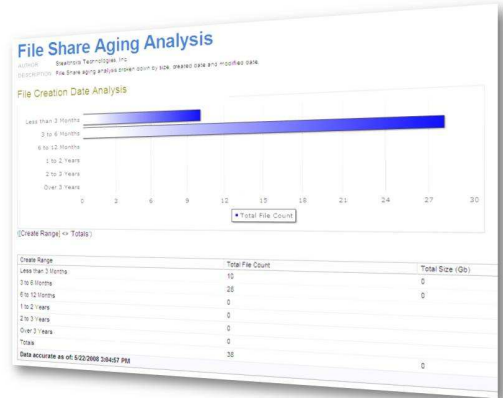 File Share Aging Analysis
AUTHOR Technologies, Inc.
DESCRIPTION File Share aging analysis broken down by size, created date and modified date.
File Creation Date Analysis
Less than 3 Months
3 to 6 Months
6 to 12 Months
1 to 2 Years
2 to 3 Years
Over 3 Years
0 2 6 9 12 15 18 21 24 27 30
Total File Count
([Create Range] <> 'Totals')
Create Range Total File Count Total Size (Gb)
Less than 3 Months 10 0
3 to 6 Months 28 0
6 to 12 Months 0
1 to 2 Years 0
2 to 3 Years 0
Over 3 Years 0
Totals 38 0
Data accurate as of: 5/22/2008 3:04:57 PM